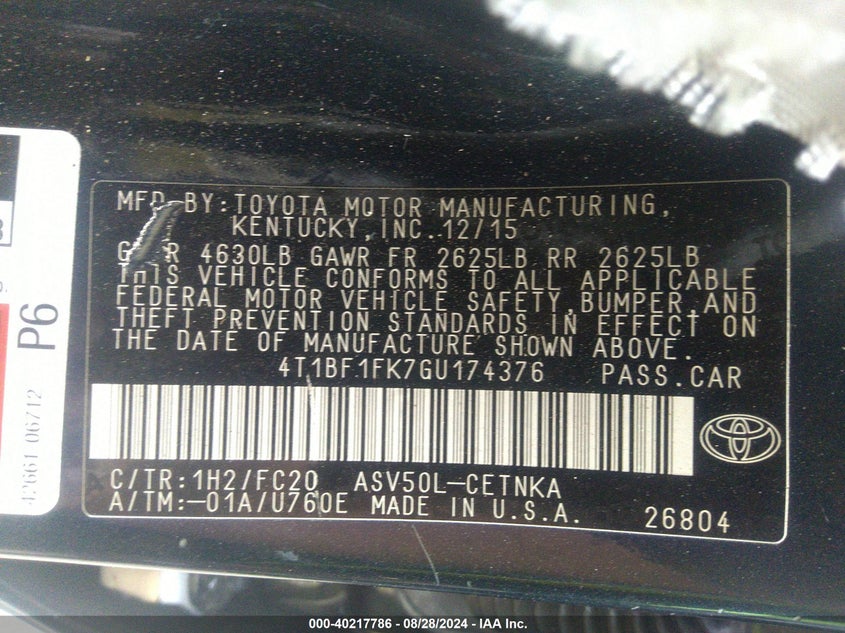 MFD BY:TOYOTA MOTOR MANUFACTURING,
KENTUCKY,INC.12/15
4630LB GAWR FR 2625LB RR 2625LB
THIS VEHICLE CONFORMS TO ALL APPLICABLE
FEDERAL MOTOR VEHICLE SAFETY,BUMPER,AND
THEFT PREVENTION STANDARDS IN EFFECT ON
THE DATE OF MANUFACTURE SHOWN ABOVE.
4T1BF1FK7GU174376 PASS.CAR
C/TR:1H2/FC20 ASV50L-CETNKA
A/TM:-01A/U760E MADE IN U.S.A. 26804
P6
42661-06712
000-40217786 / 08/28/2024 - IAA Inc.